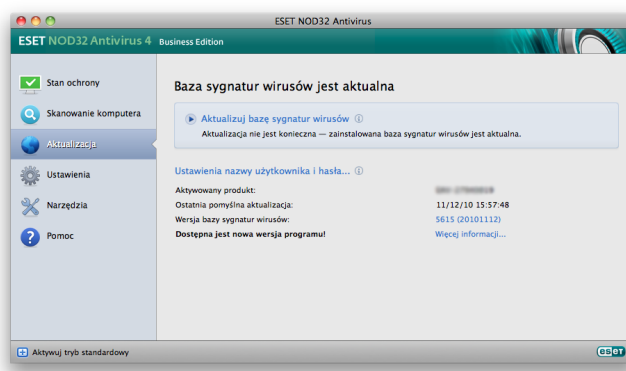 ESET NOD32 Antivirus
ESET NOD32 Antivirus 4 Business Edition
Stan ochrony
Skanowanie komputera
Aktualizacja
Ustawienia
Narzędzia
Pomoc
Baza sygnatur wirusów jest aktualna
Aktualizuj bazę sygnatur wirusów
Aktualizacja nie jest konieczna — zainstalowana baza sygnatur wirusów jest aktualna.
Ustawienia nazwy użytkownika i hasła...
Aktywowany produkt:
Ostatnia pomyślna aktualizacja: 11/12/10 15:57:48
Wersja bazy sygnatur wirusów: 5615 (20101112)
Dostępna jest nowa wersja programu! Więcej informacji...
Aktywuj tryb standardowy
eset